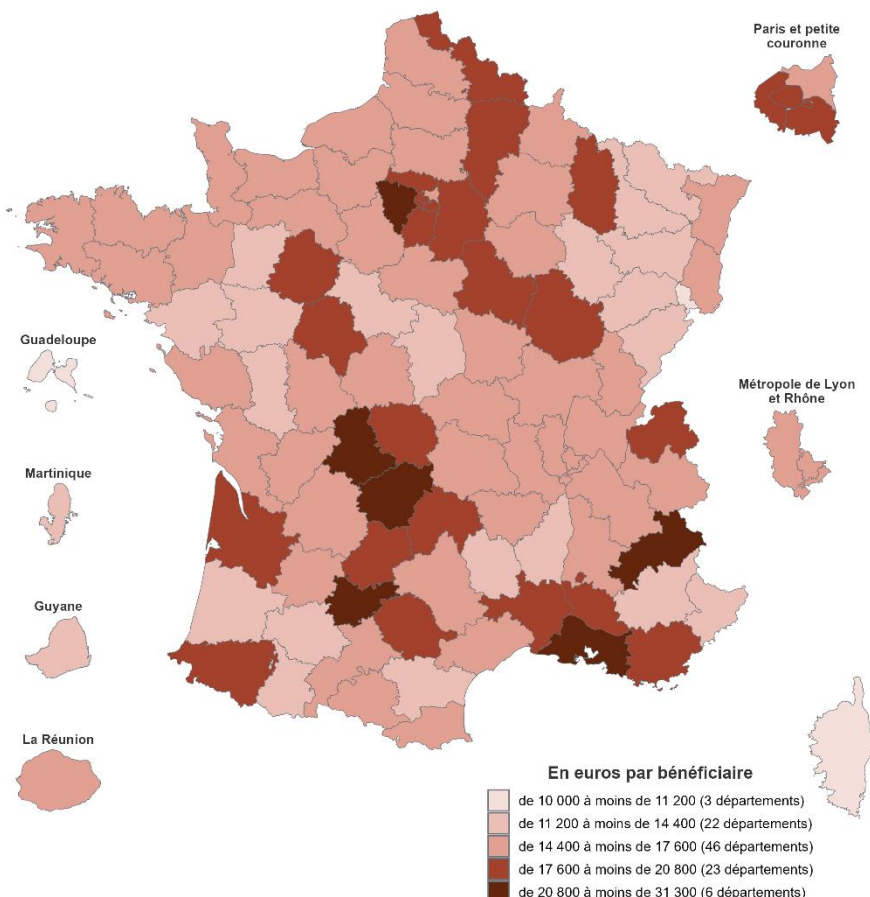 Paris et petite
couronne
Guadeloupe
Métropole de Lyon
et Rhône
Martinique
Guyane
La Réunion
En euros par bénéficiaire
de 10 000 à moins de 11 200 (3 départements)
de 11 200 à moins de 14 400 (22 départements)
de 14 400 à moins de 17 600 (46 départements)
de 17 600 à moins de 20 800 (23 départements)
de 20 800 à moins de 31 300 (6 départements)